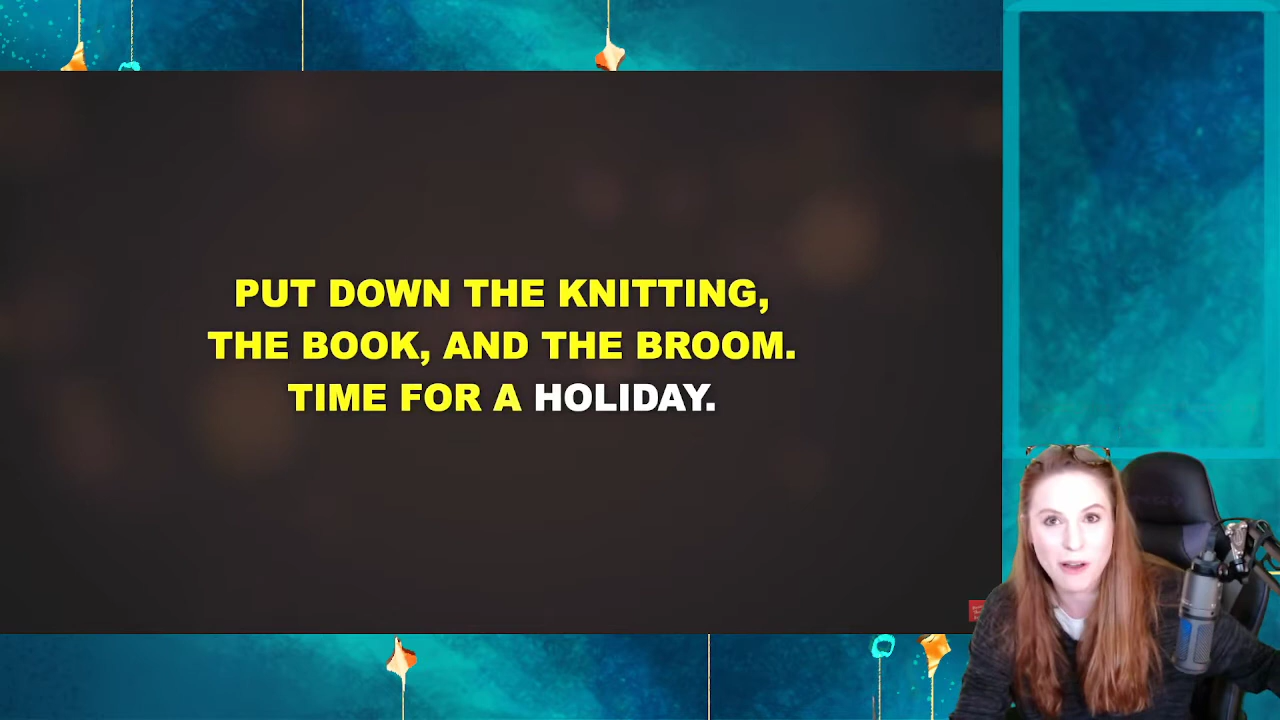 PUT DOWN THE KNITTING,
THE BOOK, AND THE BROOM.
TIME FOR A HOLIDAY.